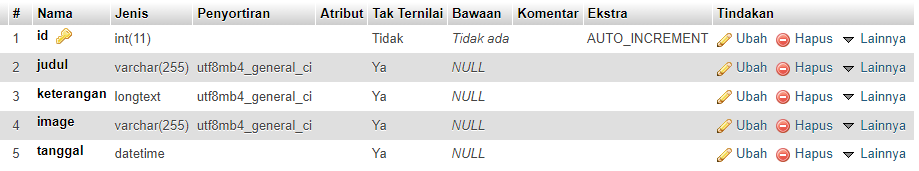 # Nama Jenis Penyortiran Atribut Tak Ternilai Bawaan Komentar Ekstra Tindakan
1 id int(11) Tidak Tidak ada AUTO_INCREMENT Ubah Hapus Lainnya
2 judul varchar(255) utf8mb4_general_ci Ya NULL Ubah Hapus Lainnya
3 keterangan longtext utf8mb4_general_ci Ya NULL Ubah Hapus Lainnya
4 image varchar(255) utf8mb4_general_ci Ya NULL Ubah Hapus Lainnya
5 tanggal datetime Ya NULL Ubah Hapus Lainnya